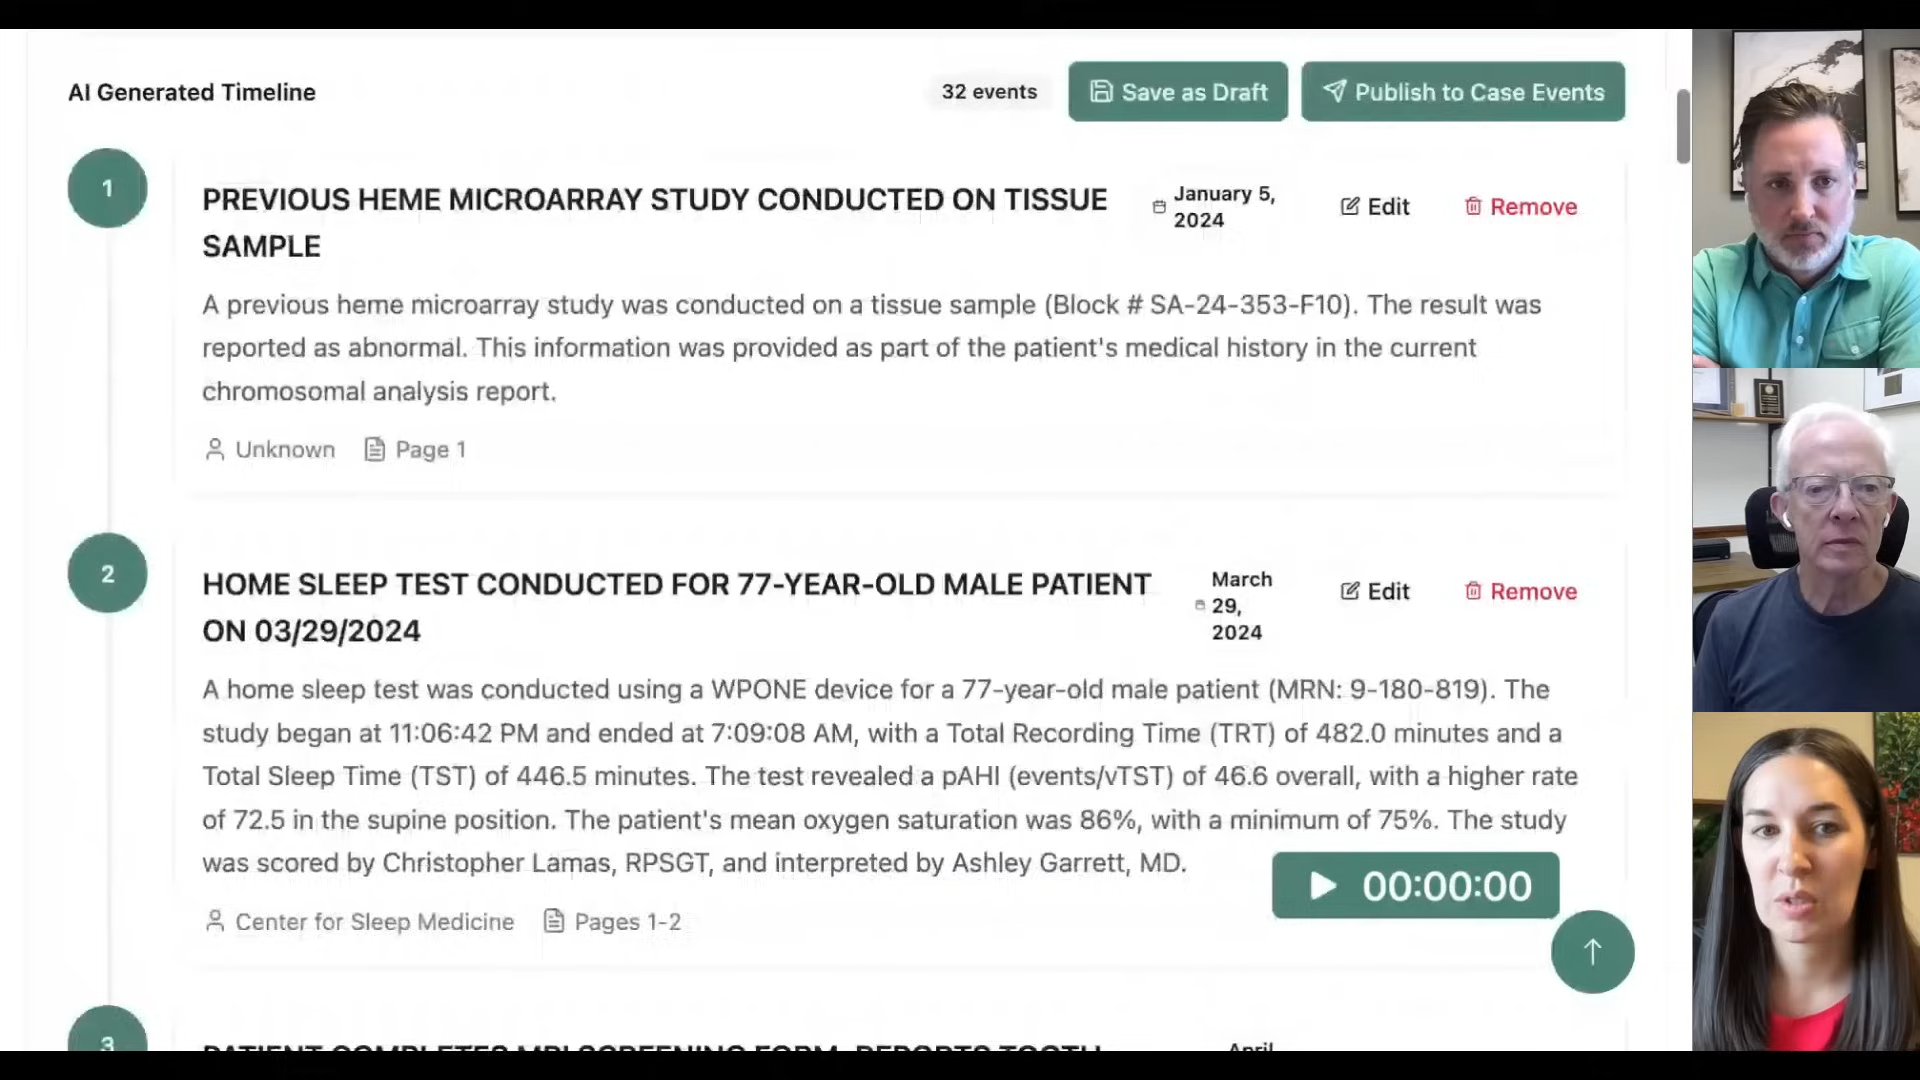 AI Generated Timeline
32 events
Save as Draft
Publish to Case Events
1
PREVIOUS HEME MICROARRAY STUDY CONDUCTED ON TISSUE
SAMPLE
January 5,
2024
Edit
Remove
A previous heme microarray study was conducted on a tissue sample (Block # SA-24-353-F10). The result was
reported as abnormal. This information was provided as part of the patient's medical history in the current
chromosomal analysis report.
Unknown
Page 1
2
HOME SLEEP TEST CONDUCTED FOR 77-YEAR-OLD MALE PATIENT
ON 03/29/2024
March
29,
2024
Edit
Remove
A home sleep test was conducted using a WPONE device for a 77-year-old male patient (MRN: 9-180-819). The
study began at 11:06:42 PM and ended at 7:09:08 AM, with a Total Recording Time (TRT) of 482.0 minutes and a
Total Sleep Time (TST) of 446.5 minutes. The test revealed a pAHI (events/vTST) of 46.6 overall, with a higher rate
of 72.5 in the supine position. The patient's mean oxygen saturation was 86%, with a minimum of 75%. The study
was scored by Christopher Lamas, RPSGT, and interpreted by Ashley Garrett, MD.
00:00:00
Center for Sleep Medicine
Pages 1-2
3
PATIENT COMPLETES MRI SCREENING FORM, REPORTS TOOTH
April